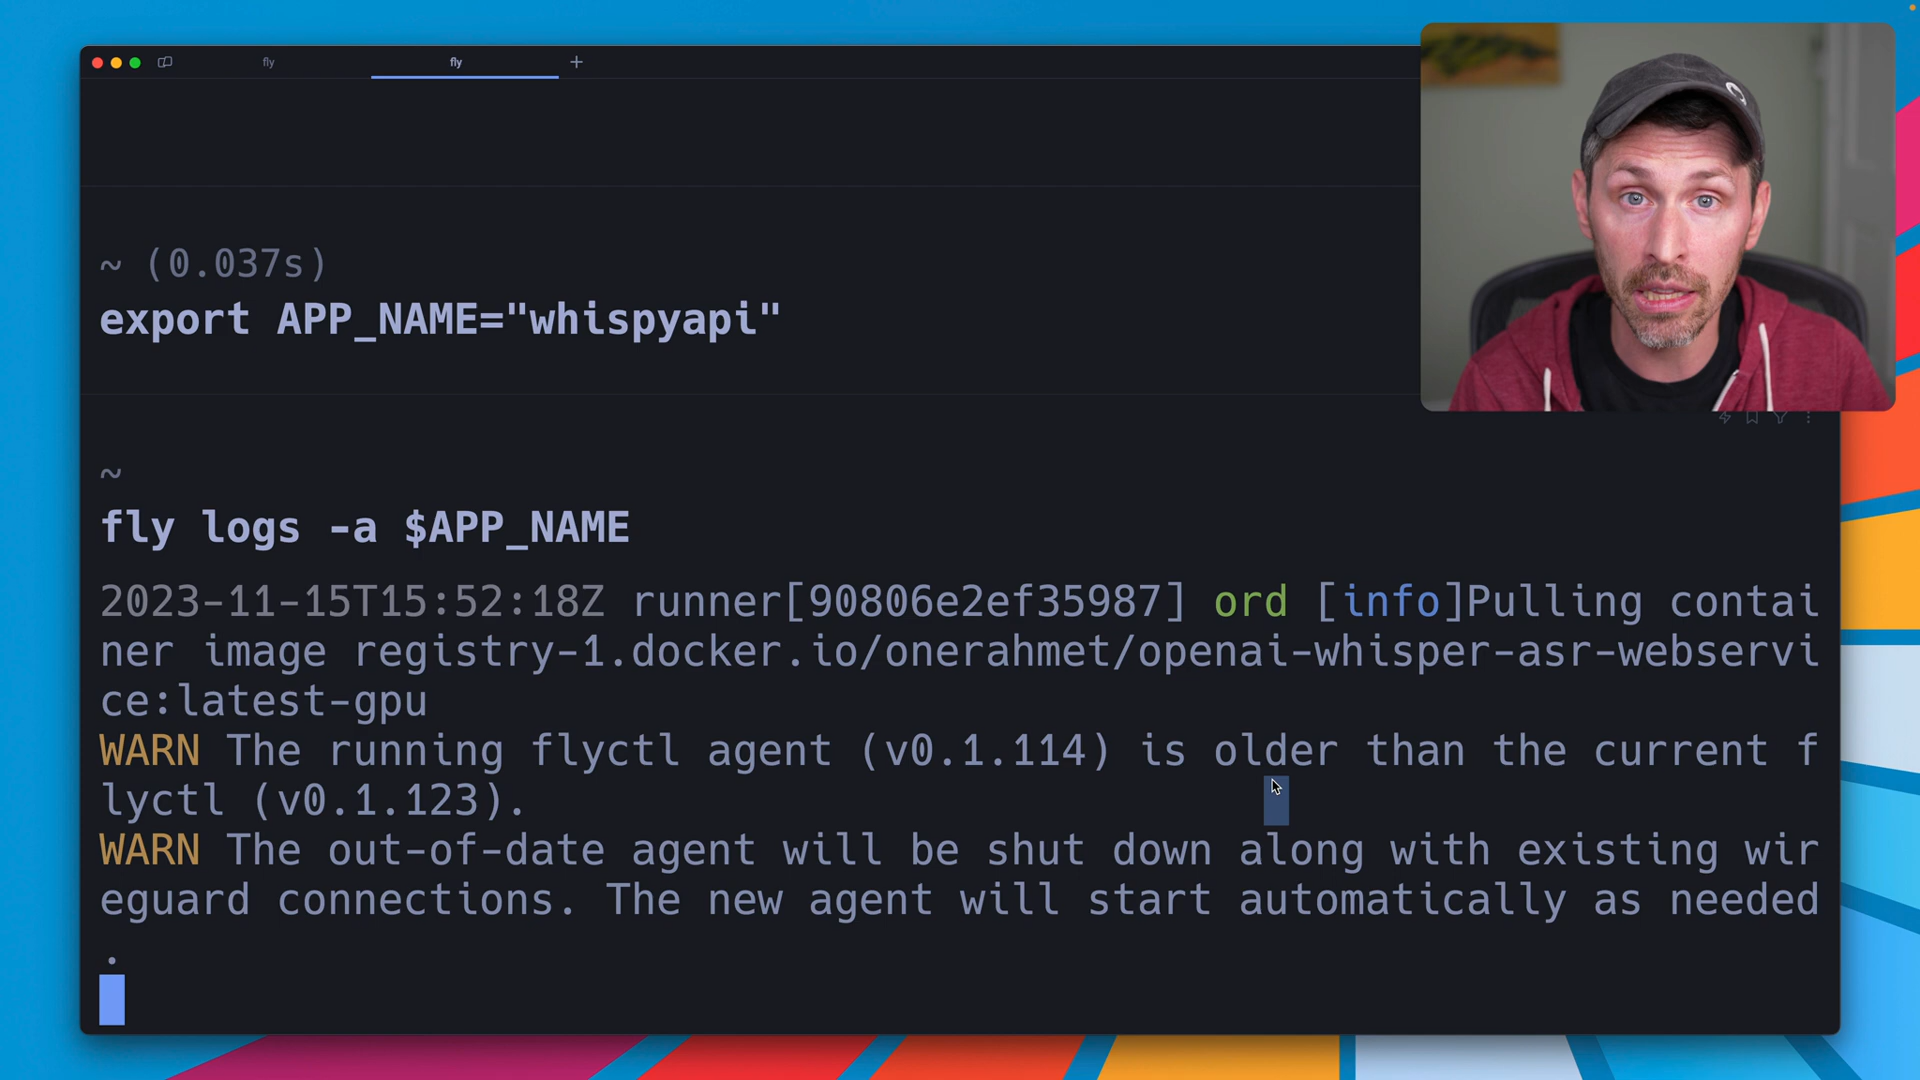 fly
fly
~ (0.037s)
export APP_NAME="whispyapi"
~
fly logs -a $APP_NAME
2023-11-15T15:52:18Z runner[90806e2ef35987] ord [info]Pulling contai
ner image registry-1.docker.io/onerahmet/openai-whisper-asr-webservi
ce:latest-gpu
WARN The running flyctl agent (v0.1.114) is older than the current f
lyctl (v0.1.123).
WARN The out-of-date agent will be shut down along with existing wir
eguard connections. The new agent will start automatically as needed
.